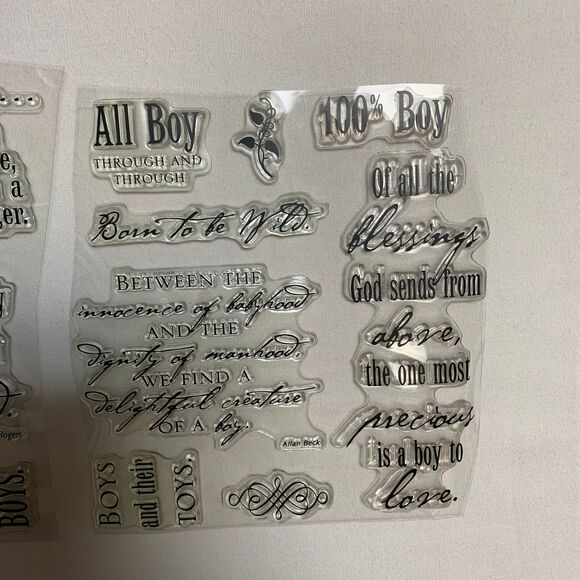 e,
a
ger.
Rogers
BOYS.
All Boy
THROUGH AND
THROUGH
100% Boy
Born to be Wild.
BETWEEN THE
innocence of babyhood
AND THE
dignity of manhood,
WE FIND A
delightful creature
OF A boy.
Allan Beck
BOYS
and their
TOYS.
Of all the
blessings
God sends from
above,
the one most
precious
is a boy to
love.